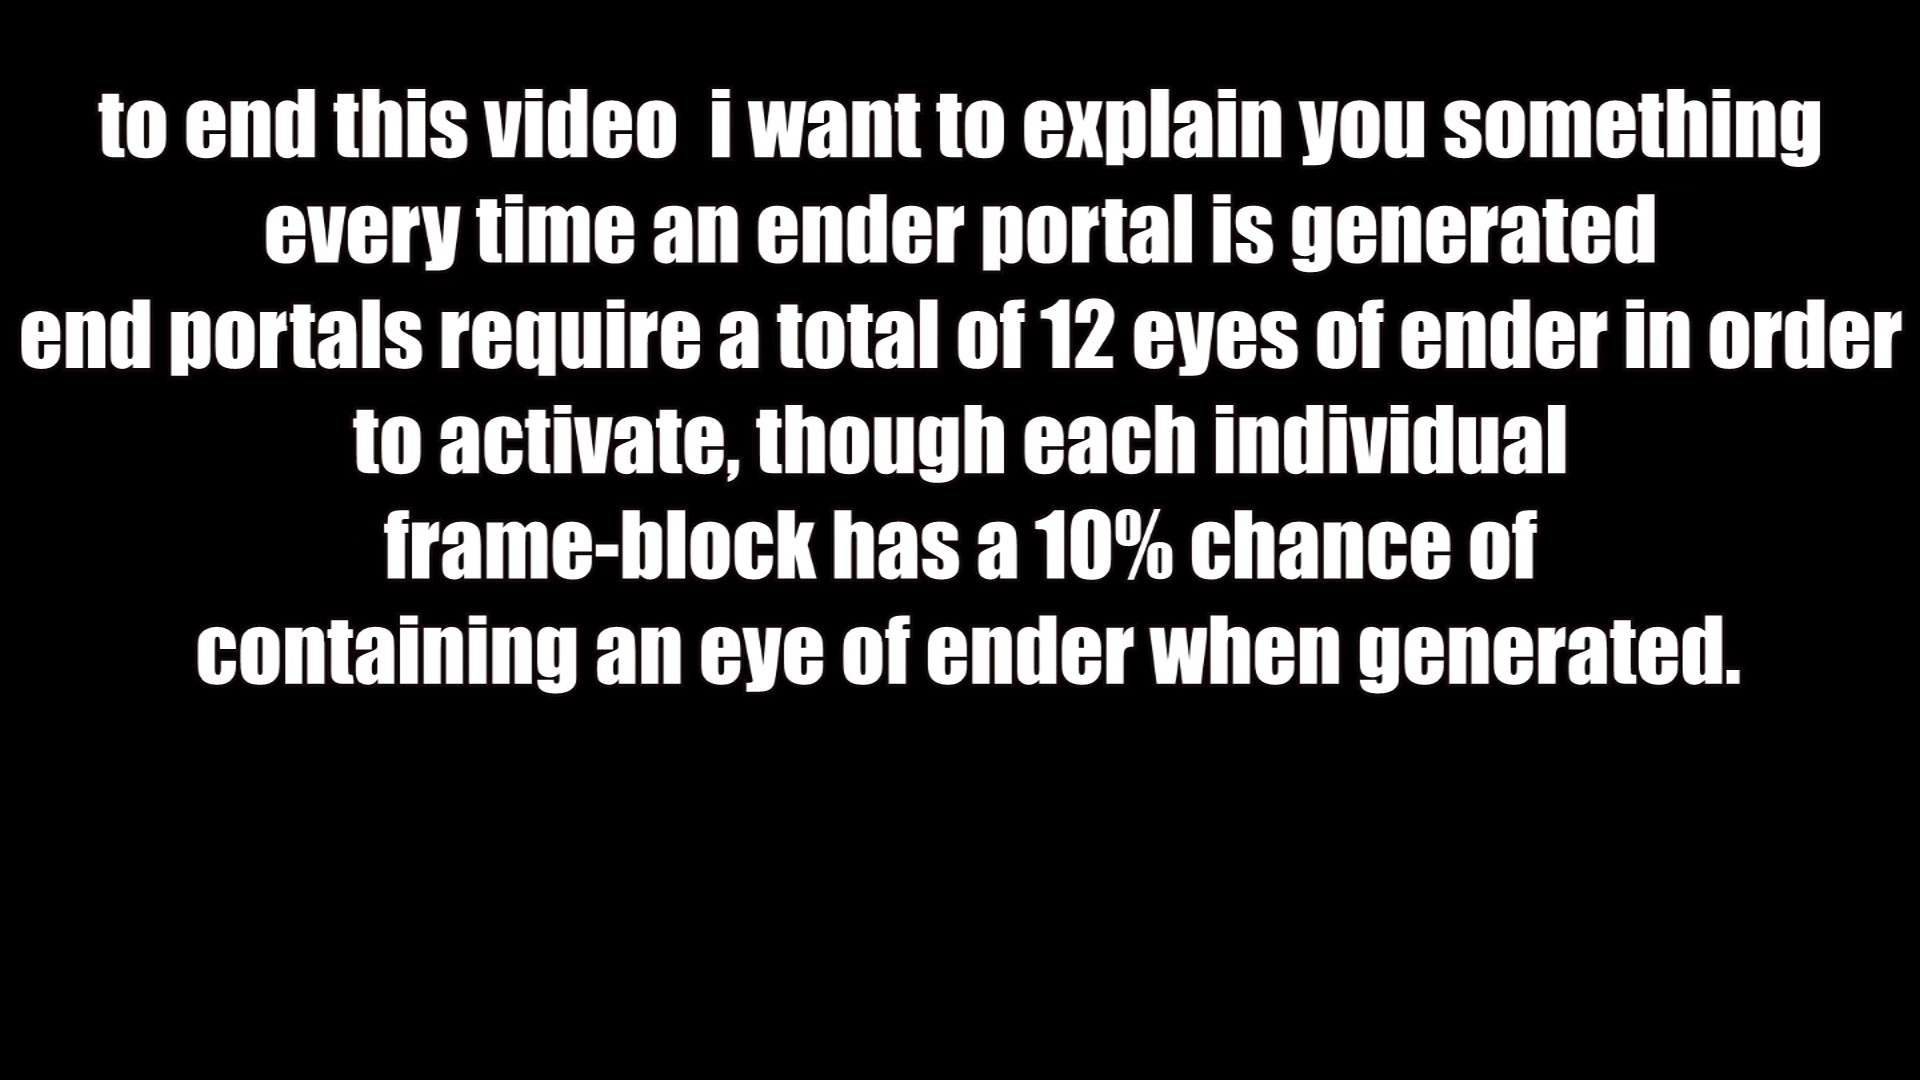 to end this video  i want to explain you something
every time an ender portal is generated
end portals require a total of 12 eyes of ender in order
to activate, though each individual
frame-block has a 10% chance of
containing an eye of ender when generated.